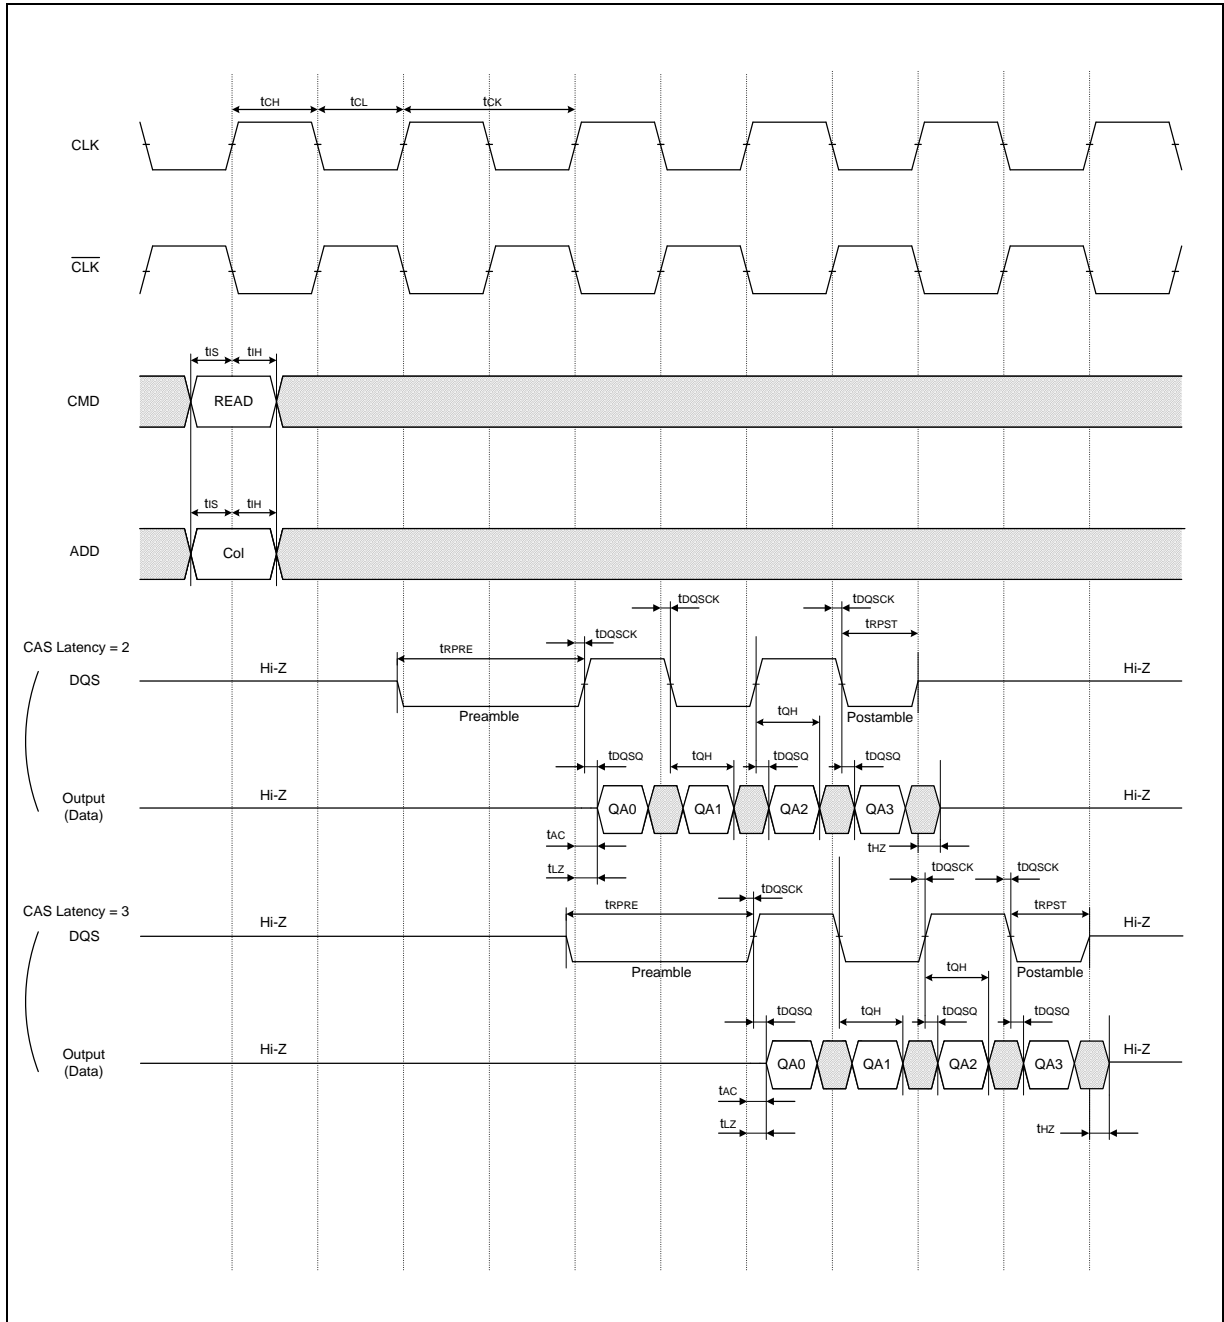 tCH tCL tCK
CLK
CLK
tIS tIH
CMD READ
tIS tIH
ADD Col
tDQSCK tDQSCK
tRPST
tDQSCK
CAS Latency = 2
tRPRE
Hi-Z Hi-Z
DQS
Preamble Postamble
tQH
tDQSQ tQH tDQSQ tDQSQ
Hi-Z
Output
(Data)
QA0 QA1 QA2 QA3
tAC
tHZ
tLZ
tDQSCK tDQSCK
tDQSCK
CAS Latency = 3
tRPRE tRPST
Hi-Z Hi-Z
DQS
Preamble Postamble
tQH
tDQSQ tQH tDQSQ tDQSQ
Hi-Z Hi-Z
Output
(Data)
QA0 QA1 QA2 QA3
tAC
tLZ tHZ